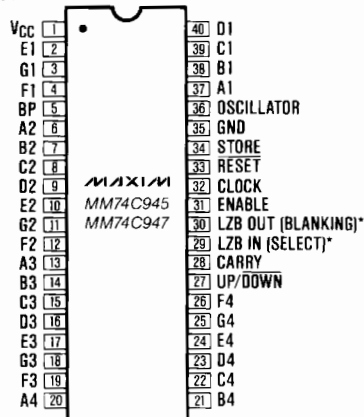 VCC 1 40 D1
E1 2 39 C1
G1 3 38 B1
F1 4 37 A1
BP 5 36 OSCILLATOR
A2 6 35 GND
B2 7 34 STORE
C2 8 33 RESET
D2 9 MAXIM 32 CLOCK
E2 10 MM74C945 31 ENABLE
G2 11 MM74C947 30 LZB OUT (BLANKING)*
F2 12 29 LZB IN (SELECT)*
A3 13 28 CARRY
B3 14 27 UP/DOWN
C3 15 26 F4
D3 16 25 G4
E3 17 24 E4
G3 18 23 D4
F3 19 22 C4
A4 20 21 B4